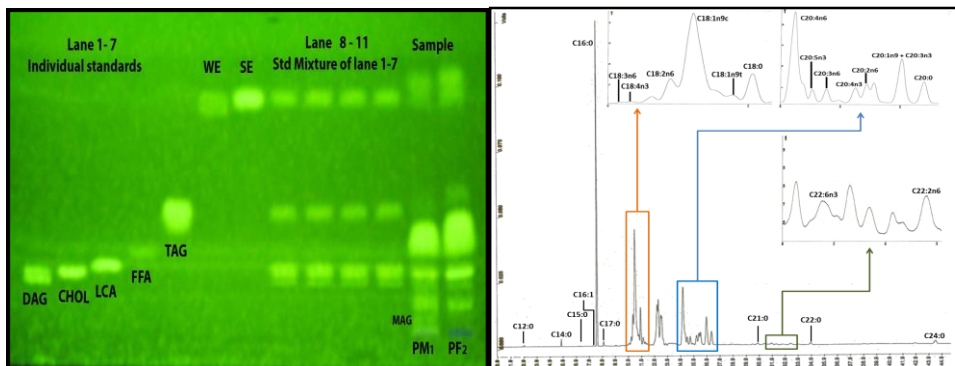 Lane 1- 7
Individual standards
WE
SE
Lane 8 - 11
Std Mixture of lane 1-7
Sample
DAG
CHOL
LCA
FFA
TAG
MAG
PM1
PF2
C16:0
C12:0
C14:0
C15:0
C16:1
C17:0
C21:0
C22:0
C24:0
C18:3n6
C18:4n3
C18:2n6
C18:1n9c
C18:1n9t
C18:0
C20:4n6
C20:5n3
C20:3n6
C20:4n3
C20:2n6
C20:1n9 + C20:3n3
C20:0
C22:6n3
C22:2n6